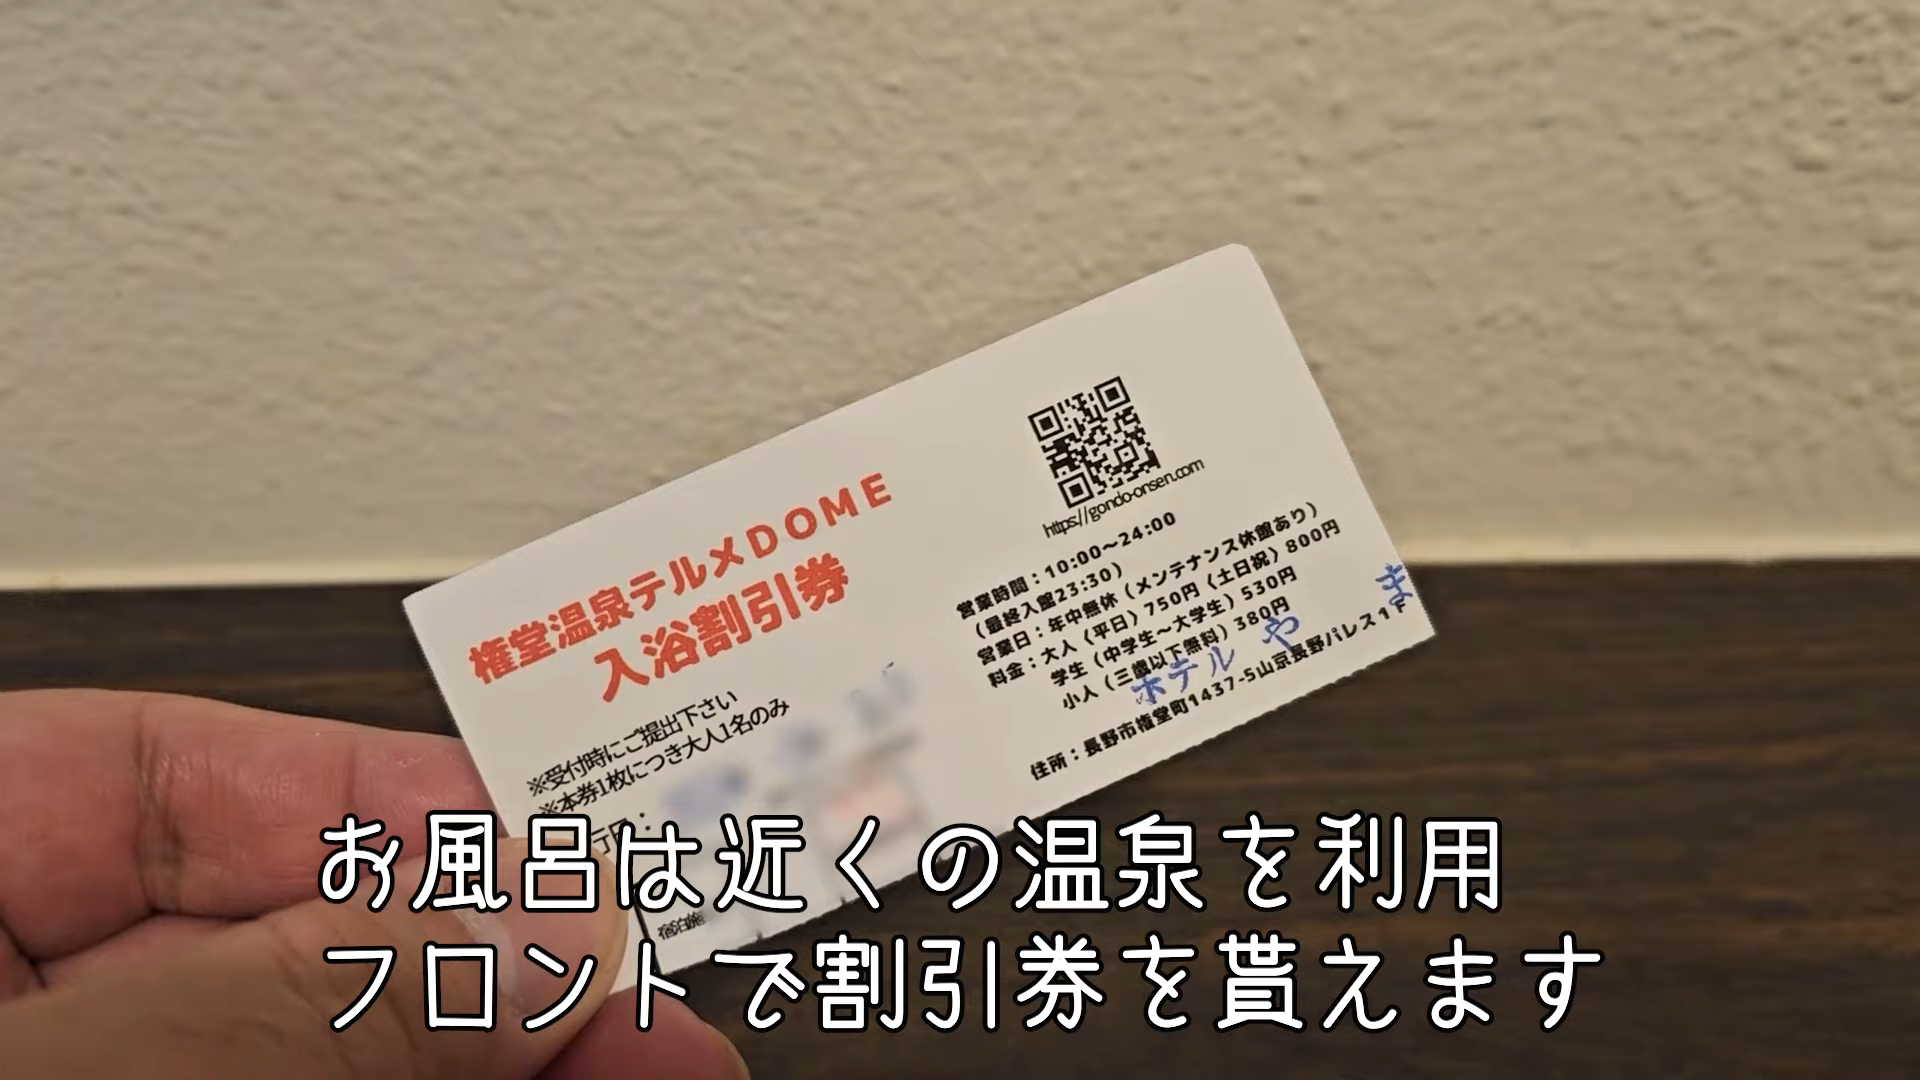 権堂温泉テルメDOME
入浴割引券
※受付時にご提出下さい
※本券1枚につき大人1名のみ
行日：
宿泊施
https://gondo-onsen.com
営業時間：10:00～24:00
（最終入館23:30）
営業日：年中無休（メンテナンス休館あり）
料金：大人（平日）750円（土日祝）800円
学生（中学生～大学生）530円
小人（三歳以下無料）380円
ホテル やま
住所：長野市権堂町1437-5山京長野パレス1F
お風呂は近くの温泉を利用
フロントで割引券を貰えます